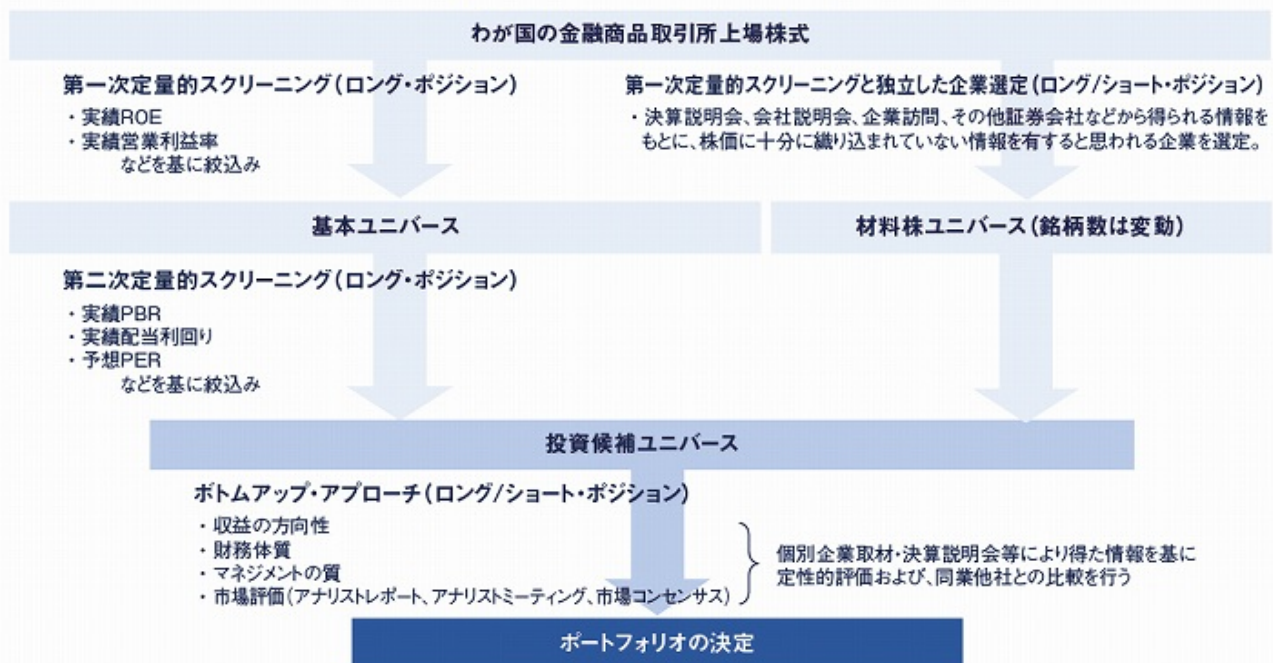 わが国の金融商品取引所上場株式
第一次定量的スクリーニング(ロング・ポジション)
・実績ROE
・実績営業利益率
などを基に絞込み
第一次定量的スクリーニングと独立した企業選定(ロング/ショート・ポジション)
・決算説明会、会社説明会、企業訪問、その他証券会社などから得られる情報を
もとに、株価に十分に織り込まれていない情報を有すると思われる企業を選定。
基本ユニバース
材料株ユニバース(銘柄数は変動)
第二次定量的スクリーニング(ロング・ポジション)
・実績PBR
・実績配当利回り
・予想PER
などを基に絞込み
投資候補ユニバース
ボトムアップ・アプローチ(ロング/ショート・ポジション)
・収益の方向性
・財務体質
・マネジメントの質
・市場評価(アナリストレポート、アナリストミーティング、市場コンセンサス)
個別企業取材・決算説明会等により得た情報を基に
定性的評価および、同業他社との比較を行う
ポートフォリオの決定